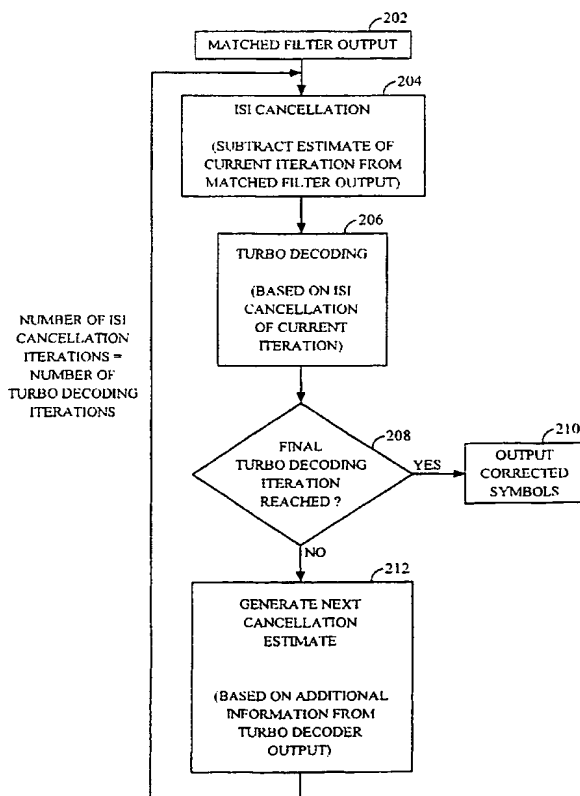 202
MATCHED FILTER OUTPUT
204
ISI CANCELLATION
(SUBTRACT ESTIMATE OF
CURRENT ITERATION FROM
MATCHED FILTER OUTPUT)
206
TURBO DECODING
(BASED ON ISI
CANCELLATION
OF CURRENT
ITERATION)
NUMBER OF ISI
CANCELLATION
ITERATIONS =
NUMBER OF
TURBO DECODING
ITERATIONS
208
FINAL
TURBO DECODING
ITERATION
REACHED ?
YES
210
OUTPUT
CORRECTED
SYMBOLS
NO
212
GENERATE NEXT
CANCELLATION
ESTIMATE
(BASED ON ADDITIONAL
INFORMATION FROM
TURBO DECODER
OUTPUT)